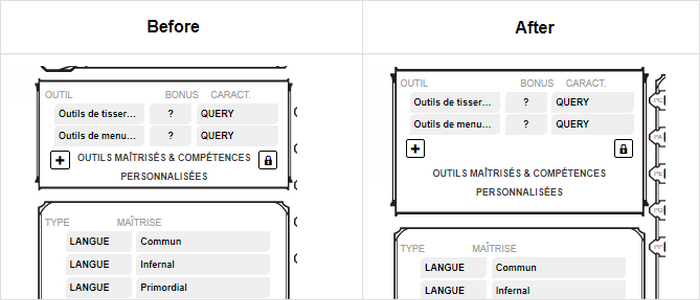 Before
After
OUTIL BONUS CARACT.
Outils de tisser... ? QUERY
Outils de menu... ? QUERY
OUTILS MAÎTRISÉS & COMPÉTENCES
PERSONNALISÉES
TYPE MAÎTRISE
LANGUE Commun
LANGUE Infernal
LANGUE Primordial
OUTIL BONUS CARACT.
Outils de tisser... ? QUERY
Outils de menu... ? QUERY
OUTILS MAÎTRISÉS & COMPÉTENCES
PERSONNALISÉES
TYPE MAÎTRISE
LANGUE Commun
LANGUE Infernal